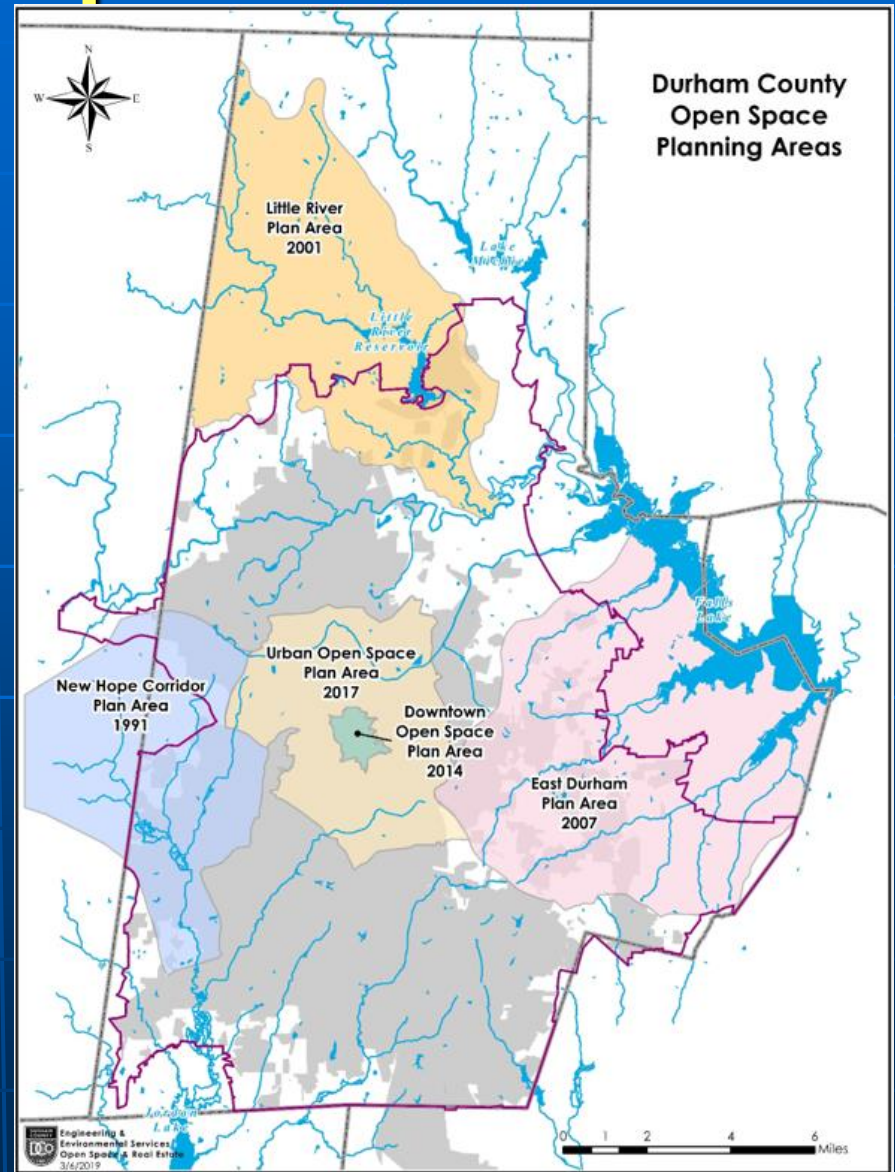 Durham County
Open Space
Planning Areas
N
W
E
S
Little River
Plan Area
2001
Lake
Michie
Little
River
Reservoir
Falls
Lake
Urban Open Space
Plan Area
2017
New Hope Corridor
Plan Area
1991
Downtown
Open Space
Plan Area
2014
East Durham
Plan Area
2007
Jordan
Lake
DURHAM
COUNTY
DCO
Engineering &
Environmental Services
Open Space & Real Estate
3/6/2019
0 1 2 4 6
Miles